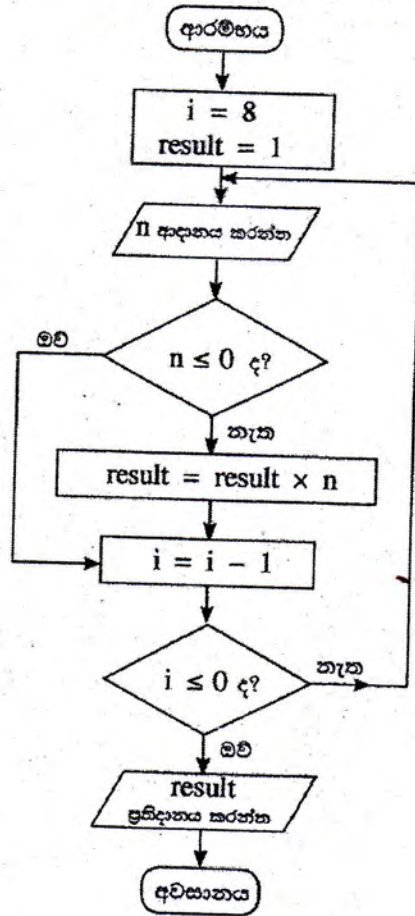 ආරම්භය
i = 8
result = 1
n ආදානය කරන්න
n ≤ 0 ද?
ඔව්
නැත
result = result × n
i = i − 1
i ≤ 0 ද?
නැත
ඔව්
result
ප්‍රතිදානය කරන්න
අවසානය